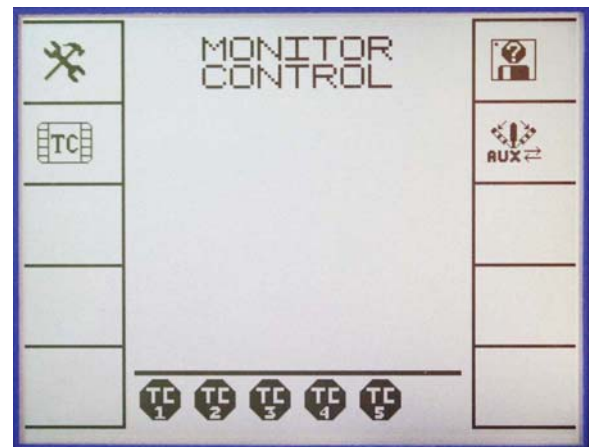 MONITOR
CONTROL
?
TC
AUX
TC 1
TC 2
TC 3
TC 4
TC 5